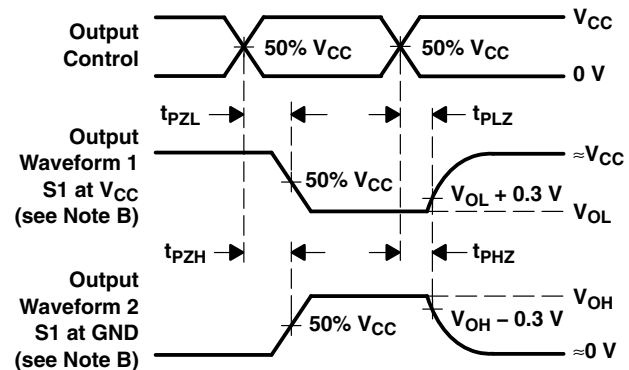 Output
Control
50% VCC
50% VCC
VCC
0 V
tPZL
tPLZ
Output
Waveform 1
S1 at VCC
(see Note B)
50% VCC
≈VCC
VOL + 0.3 V
VOL
tPZH
tPHZ
Output
Waveform 2
S1 at GND
(see Note B)
50% VCC
VOH
VOH − 0.3 V
≈0 V